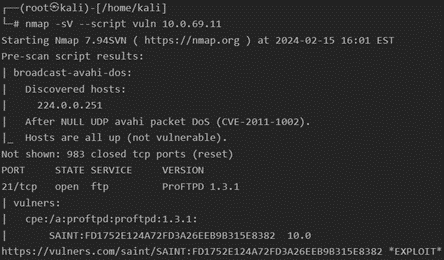 ┌──(root㉿kali)-[/home/kali]
└─# nmap -sV --script vuln 10.0.69.11
Starting Nmap 7.94SVN ( https://nmap.org ) at 2024-02-15 16:01 EST
Pre-scan script results:
| broadcast-avahi-dos:
|   Discovered hosts:
|     224.0.0.251
|   After NULL UDP avahi packet DoS (CVE-2011-1002).
|_  Hosts are all up (not vulnerable).
Not shown: 983 closed tcp ports (reset)
PORT     STATE SERVICE     VERSION
21/tcp   open  ftp         ProFTPD 1.3.1
| vulners:
|   cpe:/a:proftpd:proftpd:1.3.1:
|       SAINT:FD1752E124A72FD3A26EEB9B315E8382  10.0
https://vulners.com/saint/SAINT:FD1752E124A72FD3A26EEB9B315E8382 *EXPLOIT*